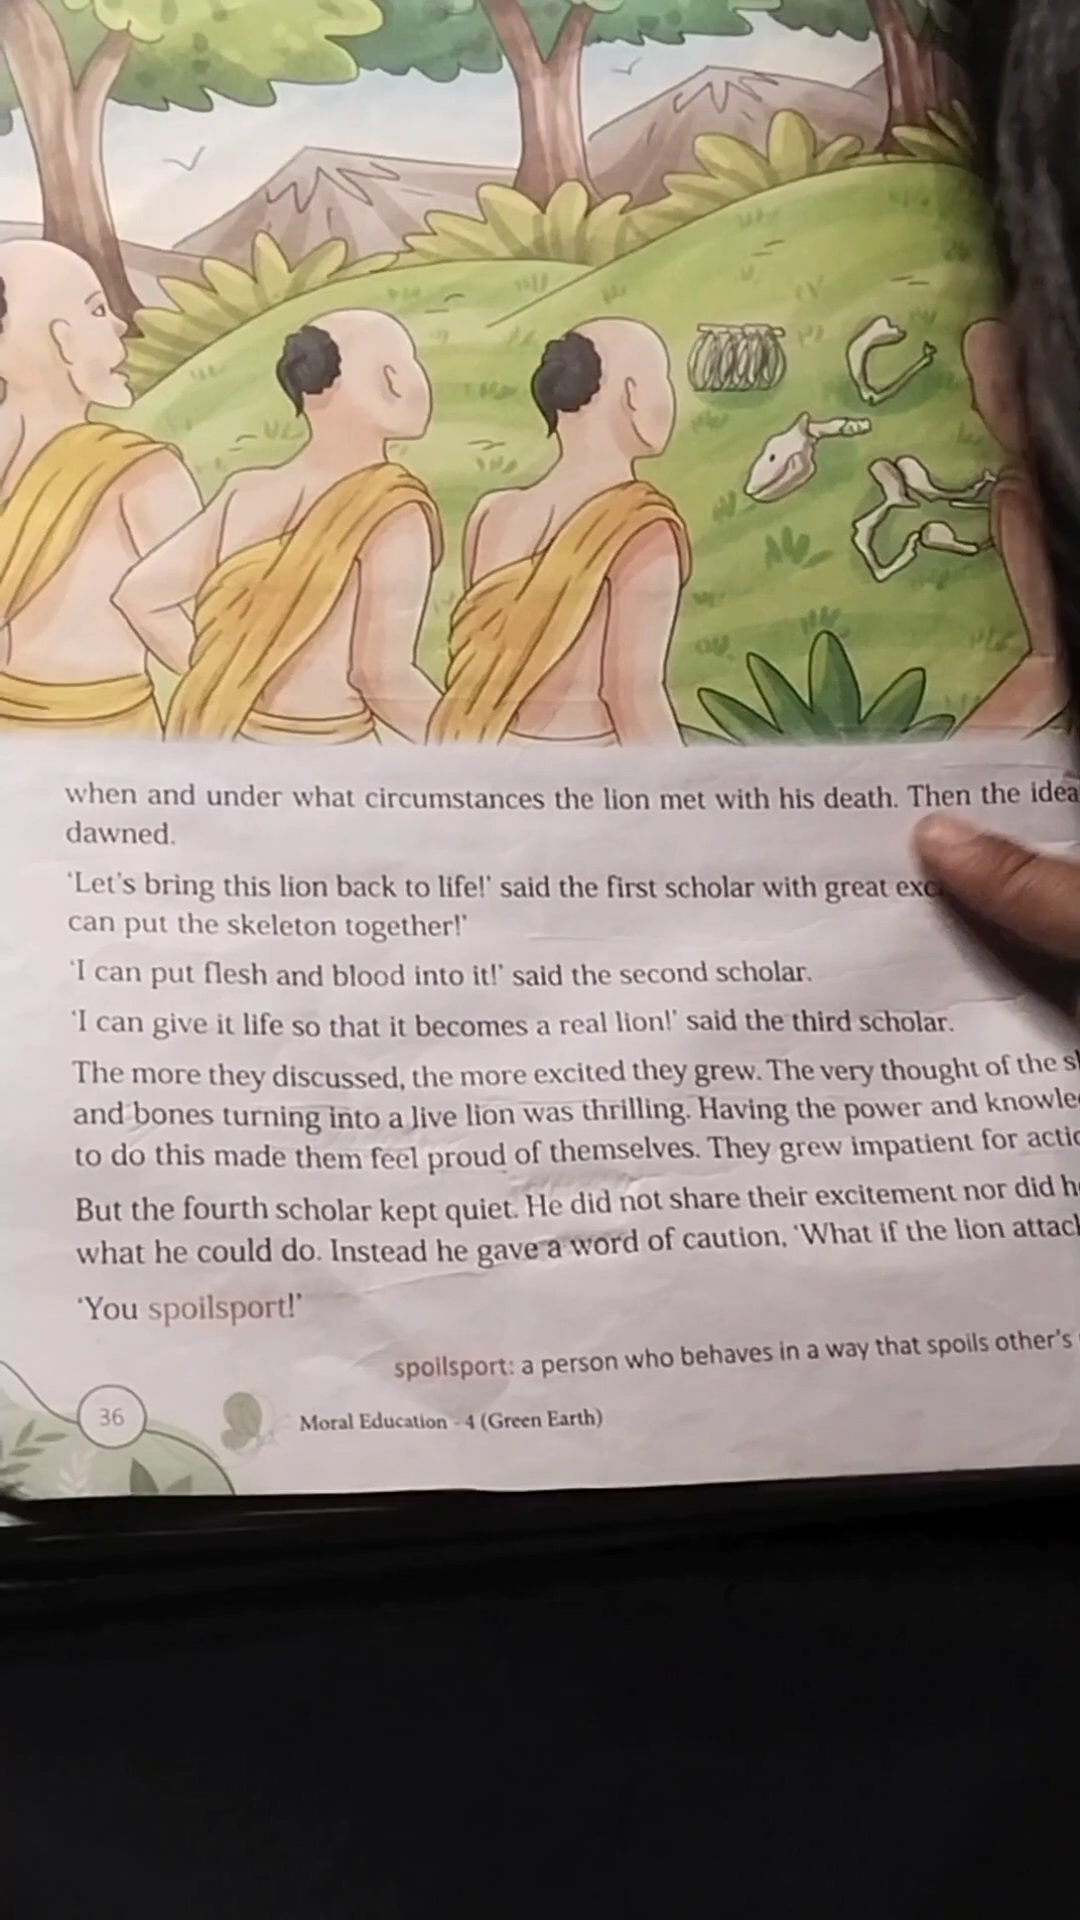 when and under what circumstances the lion met with his death. Then the idea
dawned.
'Let's bring this lion back to life!' said the first scholar with great
can put the skeleton together!'
'I can put flesh and blood into it!' said the second scholar.
'I can give it life so that it becomes a real lion!' said the third scholar.
The more they discussed, the more excited they grew. The very thought of the
and bones turning into a live lion was thrilling. Having the power and
to do this made them feel proud of themselves. They grew impatient for
But the fourth scholar kept quiet. He did not share their excitement nor did
what he could do. Instead he gave a word of caution, 'What if the lion
'You spoilsport!'
spoilsport: a person who behaves in a way that spoils other's
36
Moral Education - 4 (Green Earth)